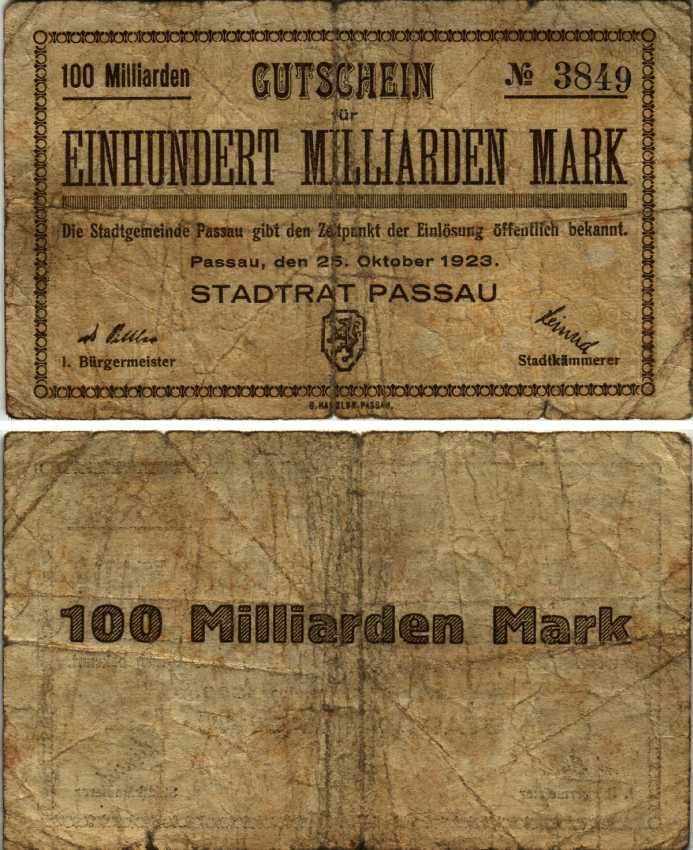 100 Milliarden
GUTSCHEIN
№ 3849
für
EINHUNDERT MILLIARDEN MARK
Die Stadtgemeinde Passau gibt den Zeitpunkt der Einlösung öffentlich bekannt.
Passau, den 25. Oktober 1923.
STADTRAT PASSAU
I. Bürgermeister
Stadtkämmerer
PASSAU.
100 Milliarden Mark